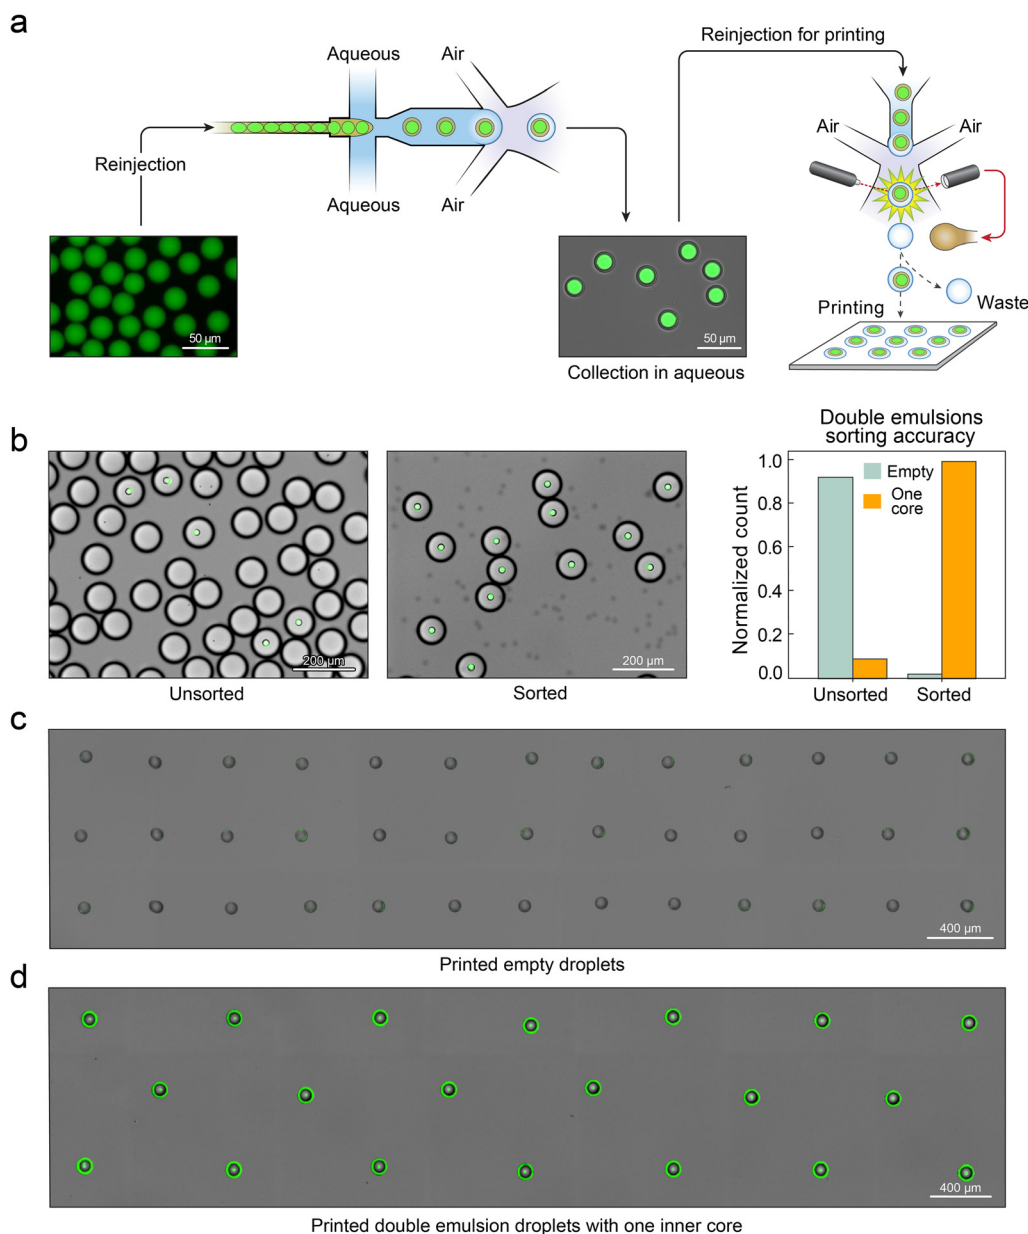 a
Reinjection for printing
Aqueous
Air
Air
Air
Reinjection
Aqueous
Air
Waste
Printing
50 µm
50 µm
Collection in aqueous
b
Double emulsions
sorting accuracy
1.0
0.8
0.6
0.4
0.2
0.0
Normalized count
Empty
One
core
200 µm
200 µm
Unsorted
Sorted
Unsorted
Sorted
c
400 µm
Printed empty droplets
d
400 µm
Printed double emulsion droplets with one inner core